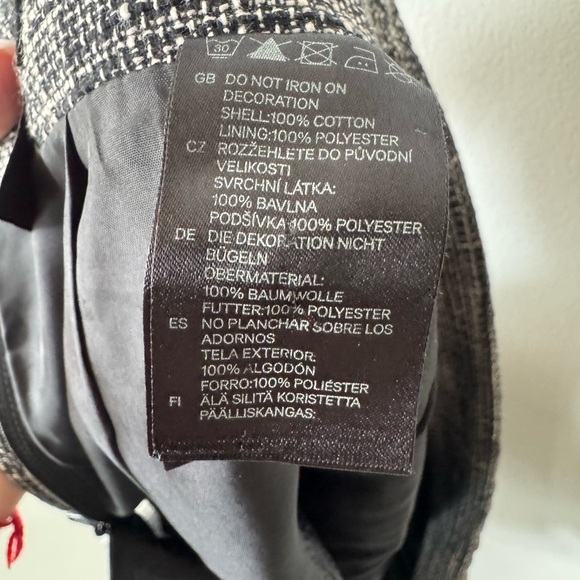 30
GB DO NOT IRON ON
DECORATION
SHELL:100% COTTON
LINING:100% POLYESTER
CZ ROZŽEHLETE DO PŮVODNÍ
VELIKOSTI
SVRCHNÍ LÁTKA:
100% BAVLNA
PODŠÍVKA:100% POLYESTER
DE DIE DEKORATION NICHT
BÜGELN
OBERMATERIAL:
100% BAUMWOLLE
FUTTER:100% POLYESTER
ES NO PLANCHAR SOBRE LOS
ADORNOS
TELA EXTERIOR:
100% ALGODÓN
FORRO:100% POLIÉSTER
FI ÄLÄ SILITÄ KORISTETTA
PÄÄLLISKANGAS: